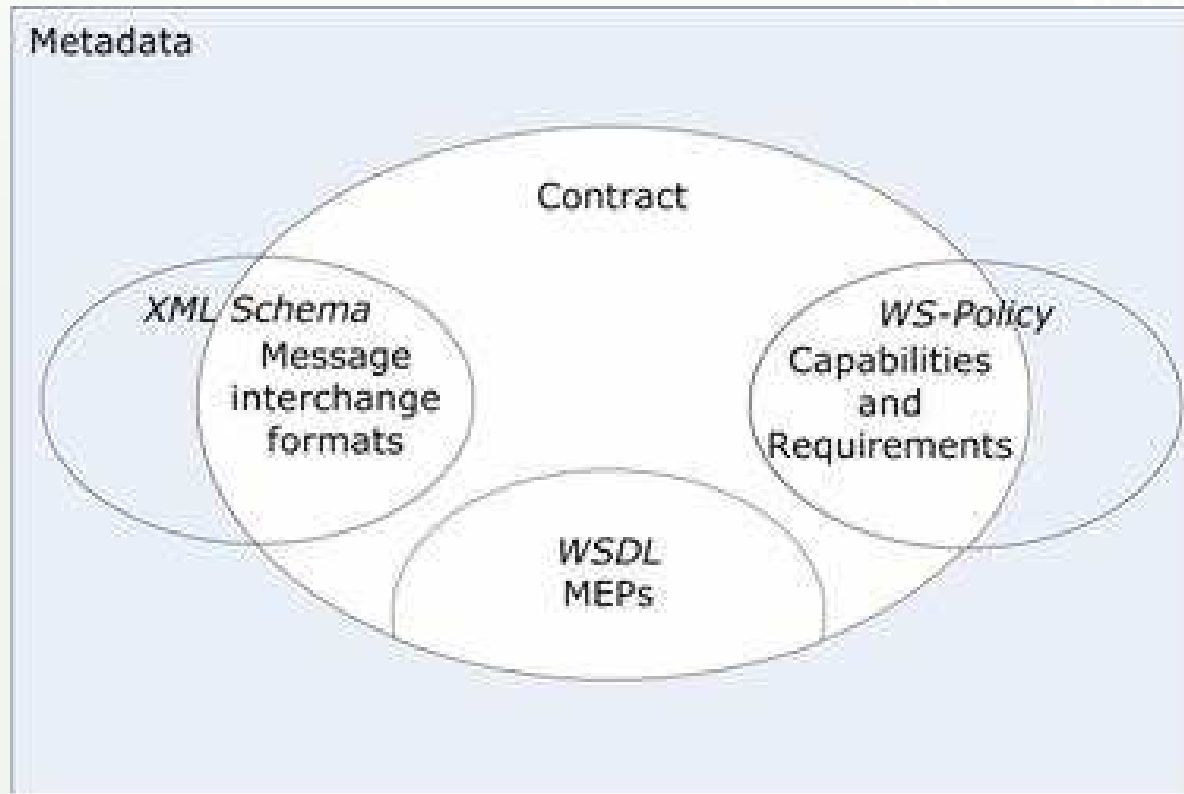 Metadata
Contract
XML Schema
Message
interchange
formats
WS-Policy
Capabilities
and
Requirements
WSDL
MEPs